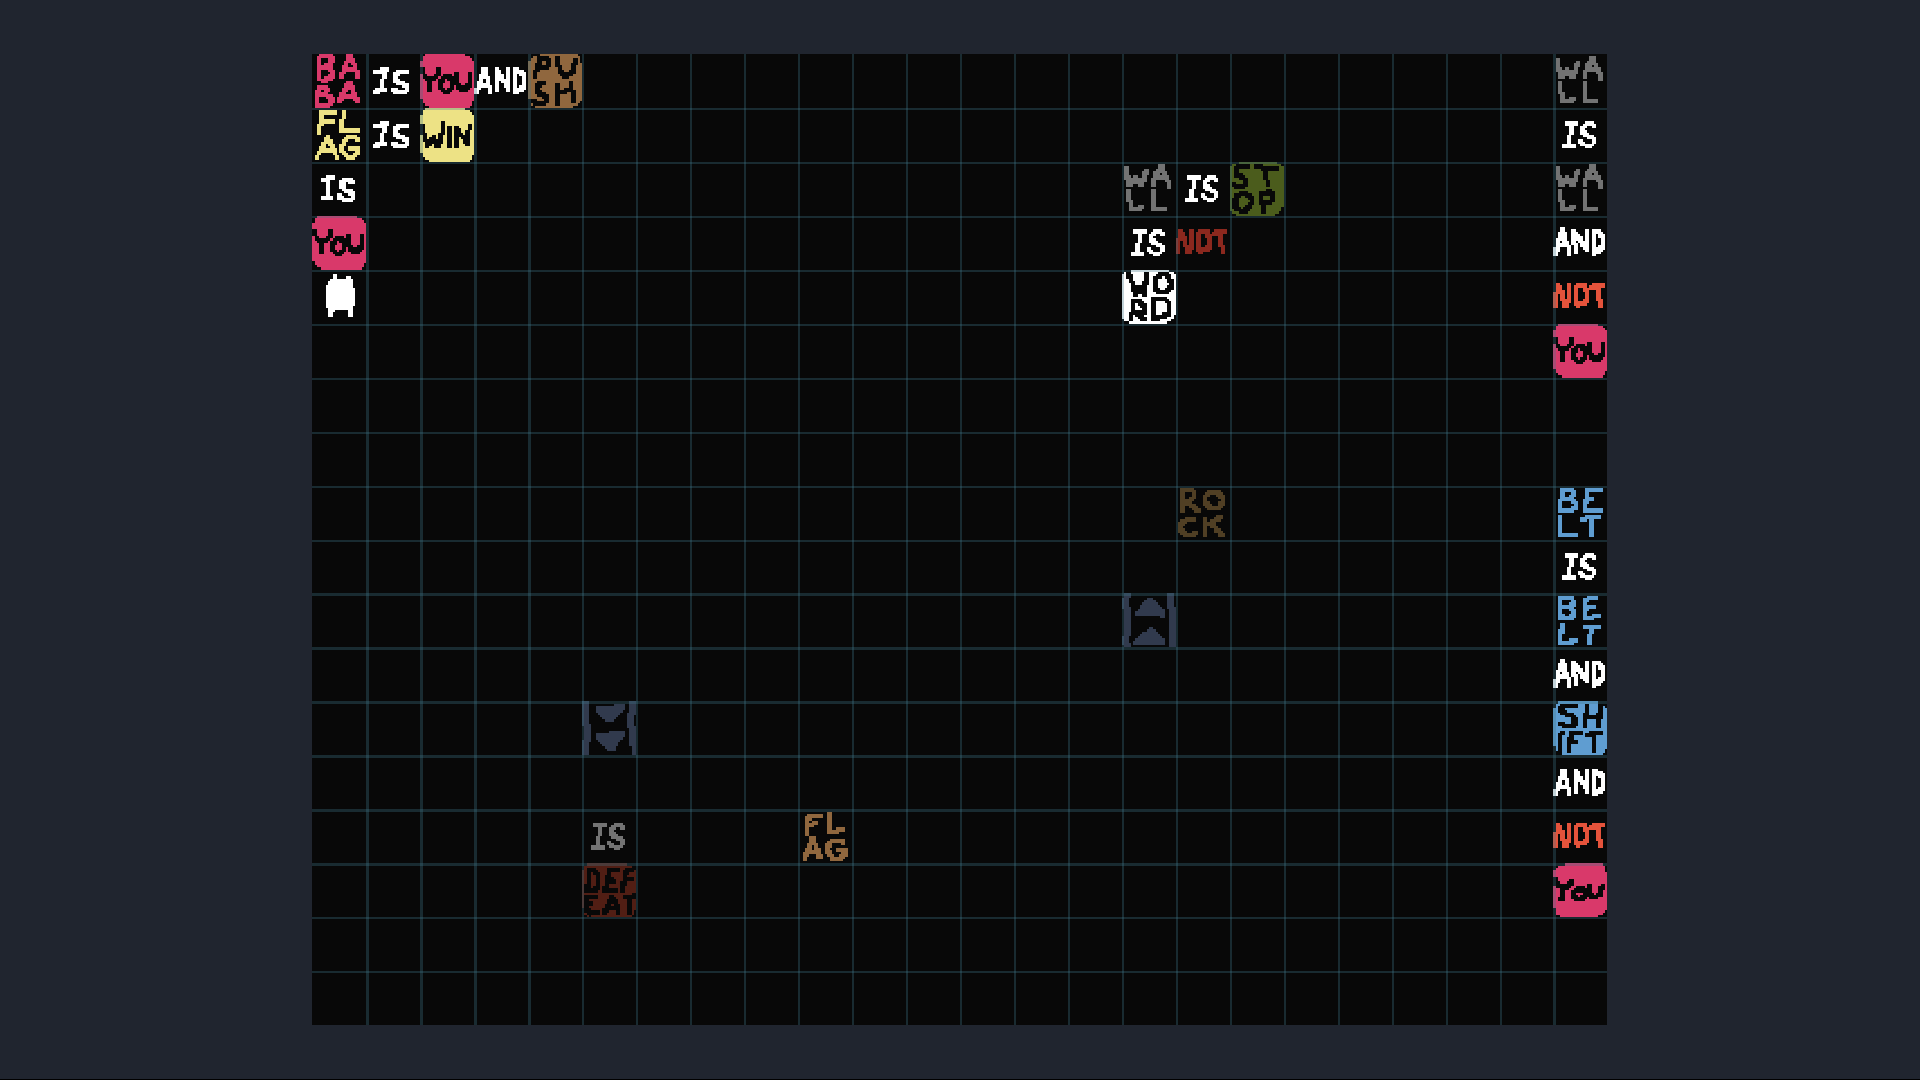 BABA IS YOU AND PUSH WALL
FLAG IS WIN IS
IS WALL IS STOP WALL
YOU IS NOT AND
WORD NOT
YOU
ROCK BELT
IS
BELT
AND
SHIFT
AND
IS FLAG NOT
DEFEAT YOU